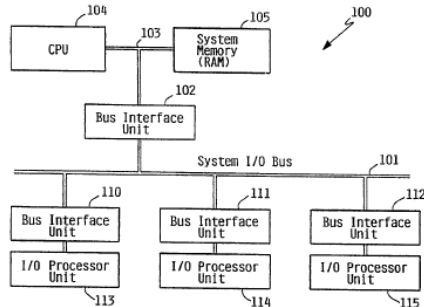 104
105
100
CPU
103
System
Memory
(RAM)
102
Bus Interface
Unit
System I/O Bus
101
110
111
112
Bus Interface
Unit
Bus Interface
Unit
Bus Interface
Unit
I/O Processor
Unit
I/O Processor
Unit
I/O Processor
Unit
113
114
115